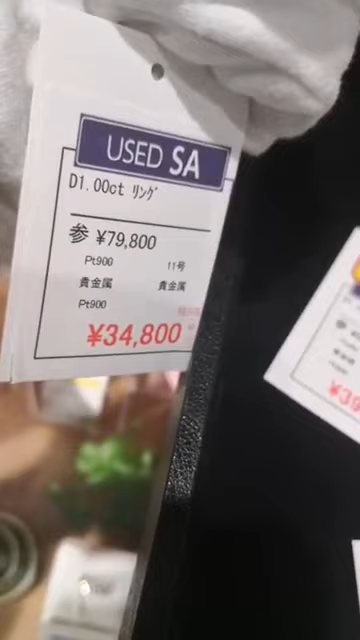 USED SA
D1.00ct リング
参 ¥79,800
Pt900 11号
貴金属 貴金属
Pt900
¥34,800